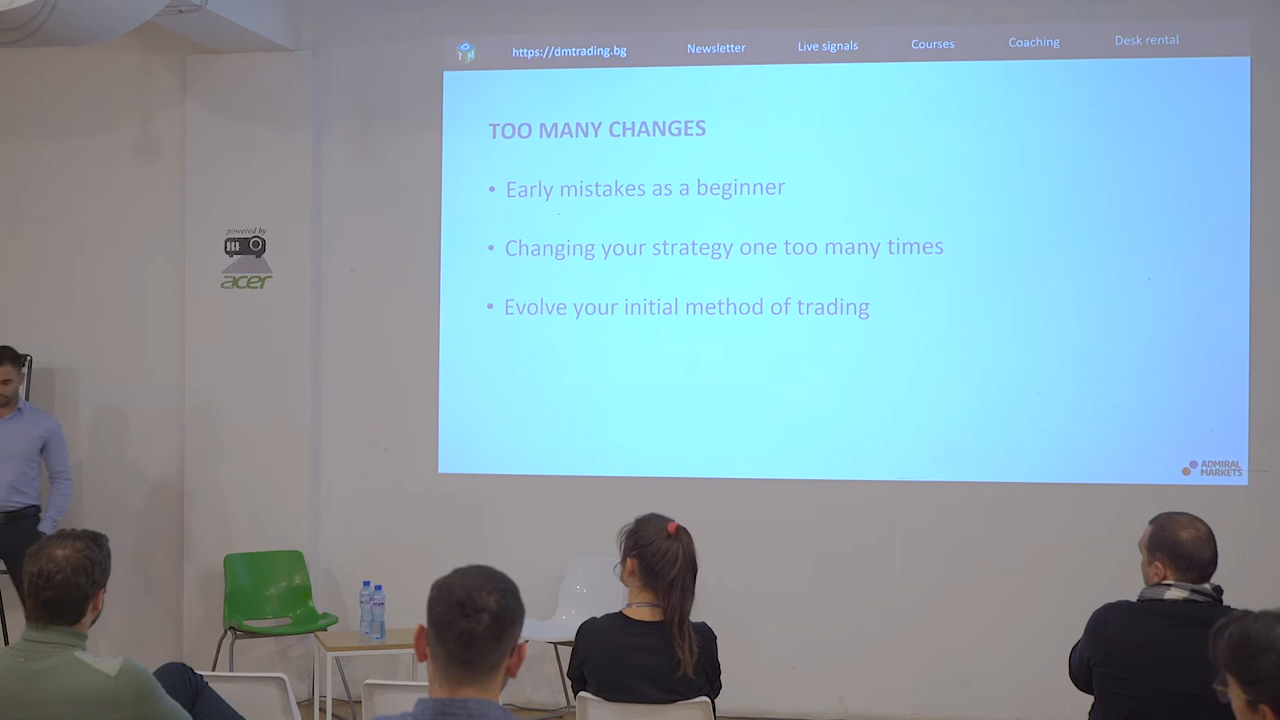 https://dmtrading.bg Newsletter Live signals Courses Coaching Desk rental
TOO MANY CHANGES
• Early mistakes as a beginner
• Changing your strategy one too many times
• Evolve your initial method of trading
powered by
acer
ADMIRAL
MARKETS